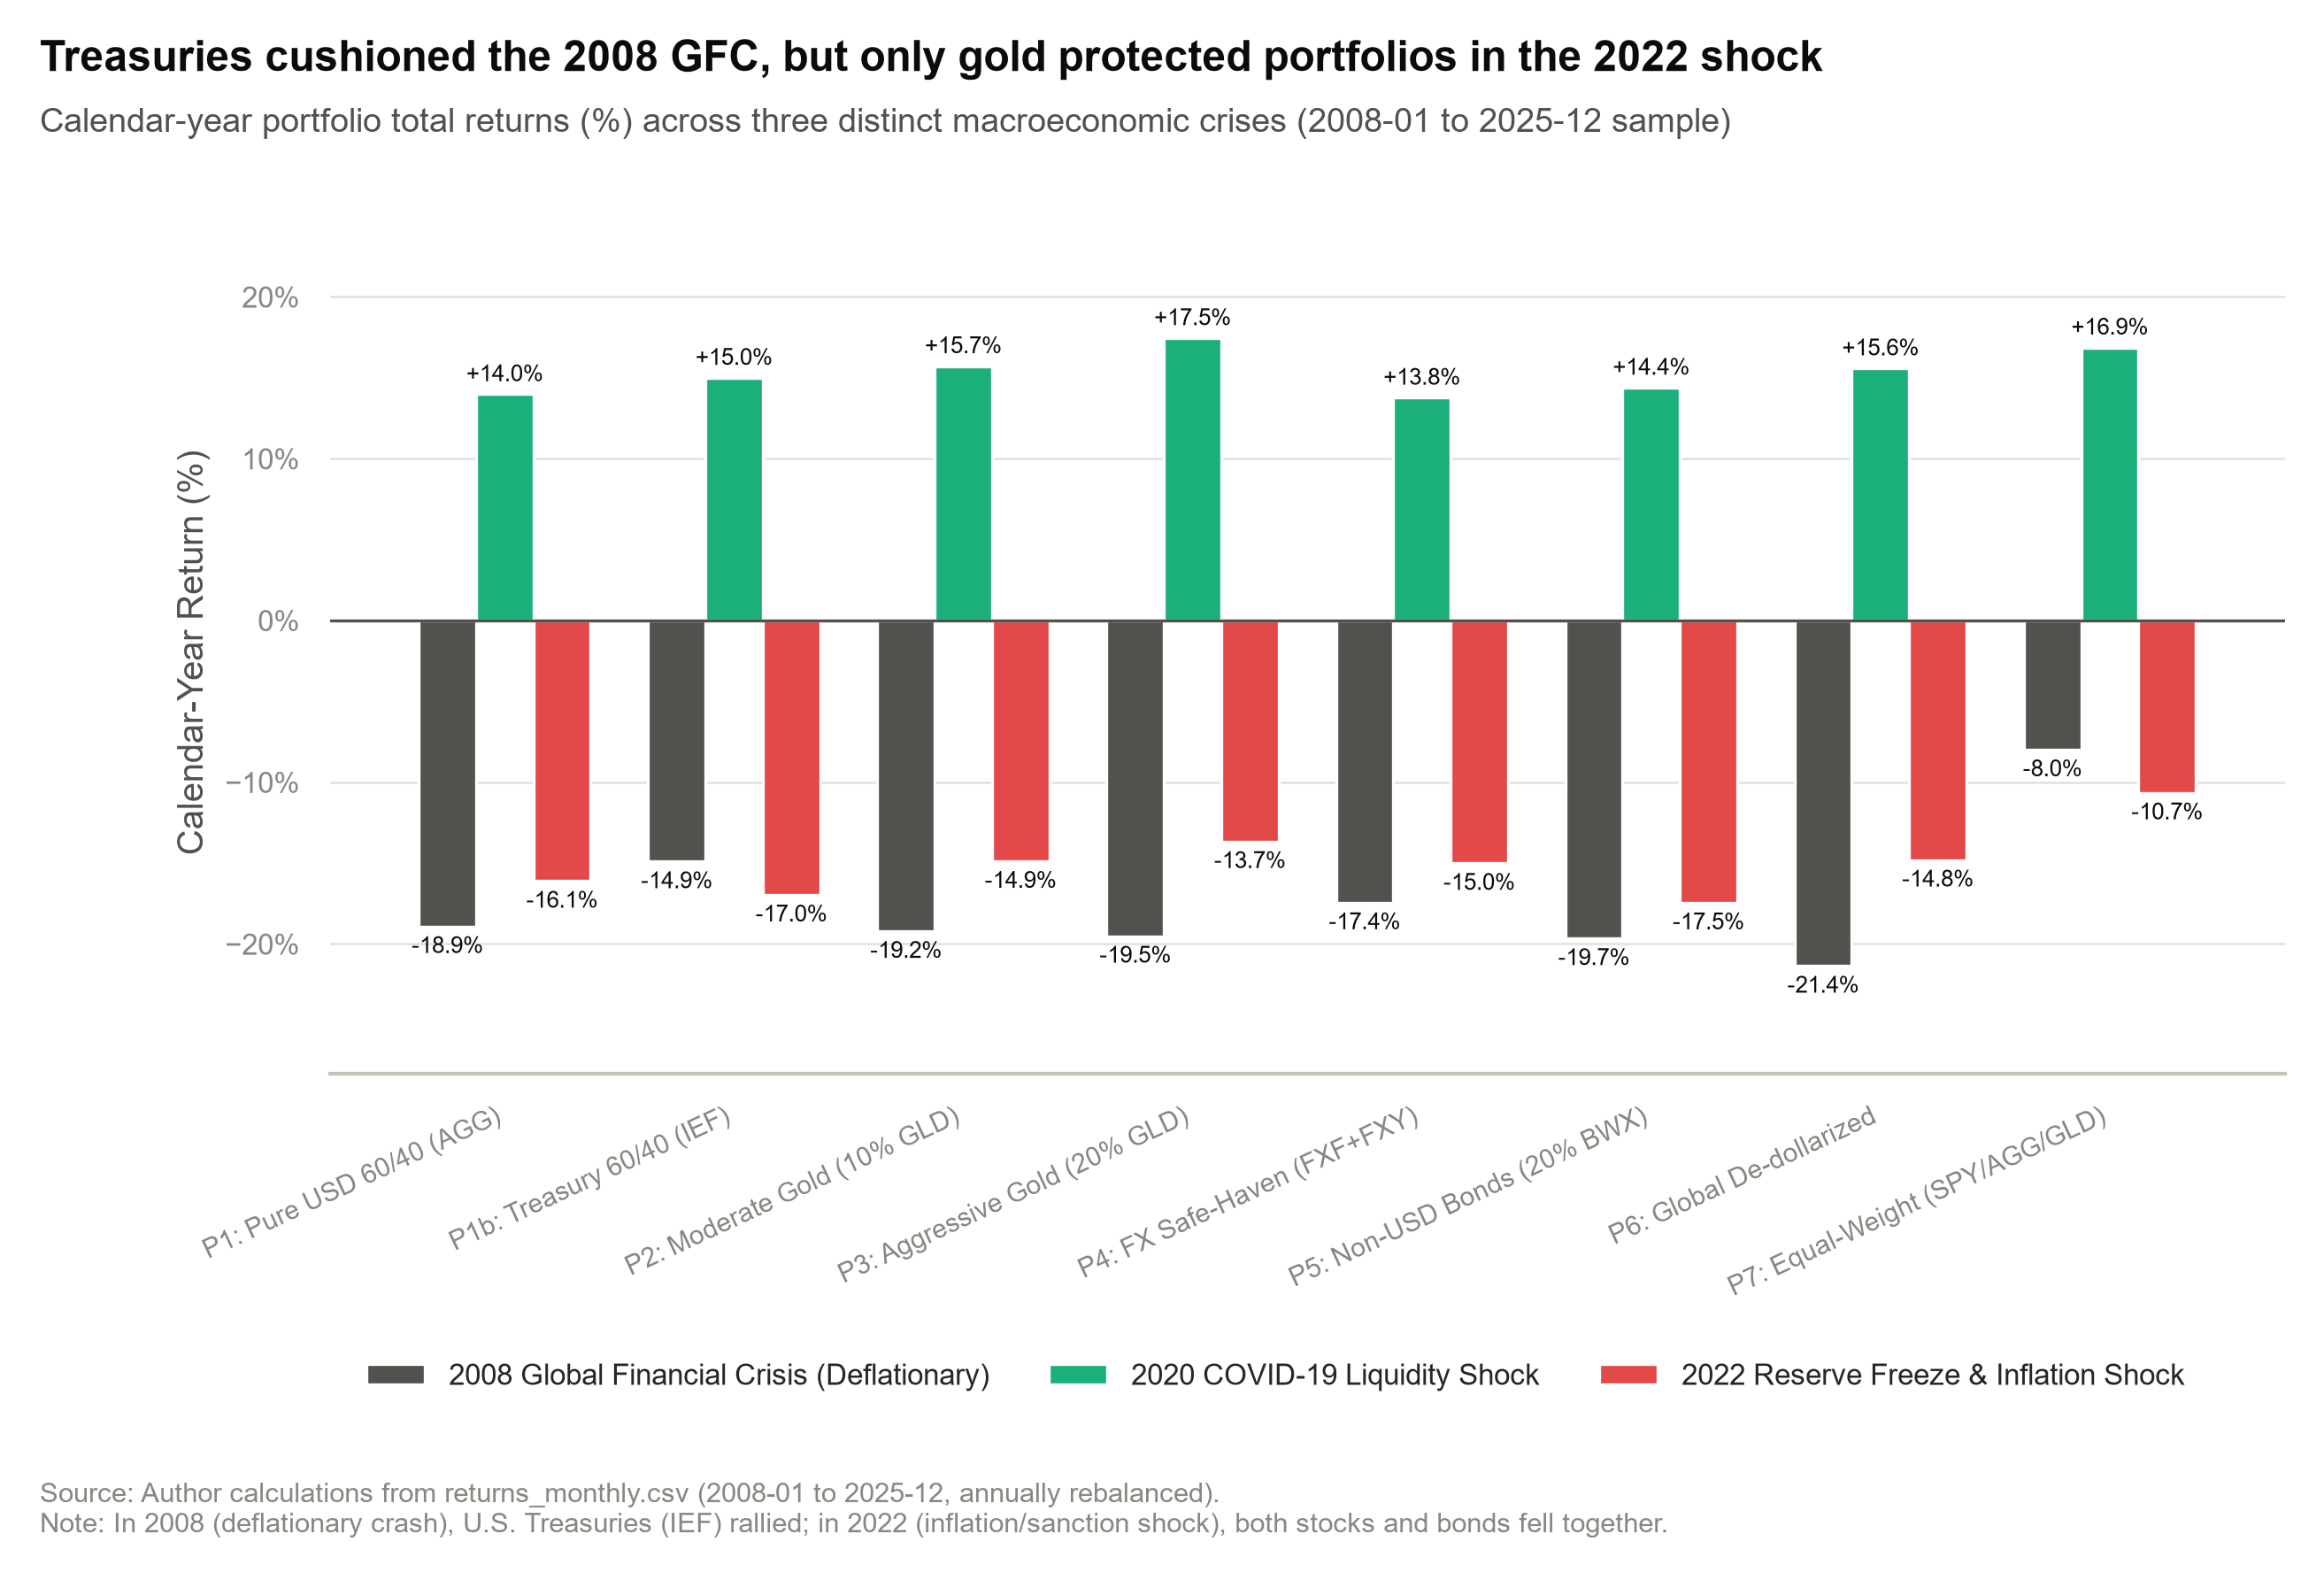 Treasuries cushioned the 2008 GFC, but only gold protected portfolios in the 2022 shock
Calendar-year portfolio total returns (%) across three distinct macroeconomic crises (2008-01 to 2025-12 sample)
Calendar-Year Return (%)
20%
10%
0%
−10%
−20%
+14.0%
+15.0%
+15.7%
+17.5%
+13.8%
+14.4%
+15.6%
+16.9%
-18.9%
-16.1%
-14.9%
-17.0%
-19.2%
-14.9%
-19.5%
-13.7%
-17.4%
-15.0%
-19.7%
-17.5%
-21.4%
-14.8%
-8.0%
-10.7%
P1: Pure USD 60/40 (AGG)
P1b: Treasury 60/40 (IEF)
P2: Moderate Gold (10% GLD)
P3: Aggressive Gold (20% GLD)
P4: FX Safe-Haven (FXF+FXY)
P5: Non-USD Bonds (20% BWX)
P6: Global De-dollarized
P7: Equal-Weight (SPY/AGG/GLD)
2008 Global Financial Crisis (Deflationary)
2020 COVID-19 Liquidity Shock
2022 Reserve Freeze & Inflation Shock
Source: Author calculations from returns_monthly.csv (2008-01 to 2025-12, annually rebalanced).
Note: In 2008 (deflationary crash), U.S. Treasuries (IEF) rallied; in 2022 (inflation/sanction shock), both stocks and bonds fell together.